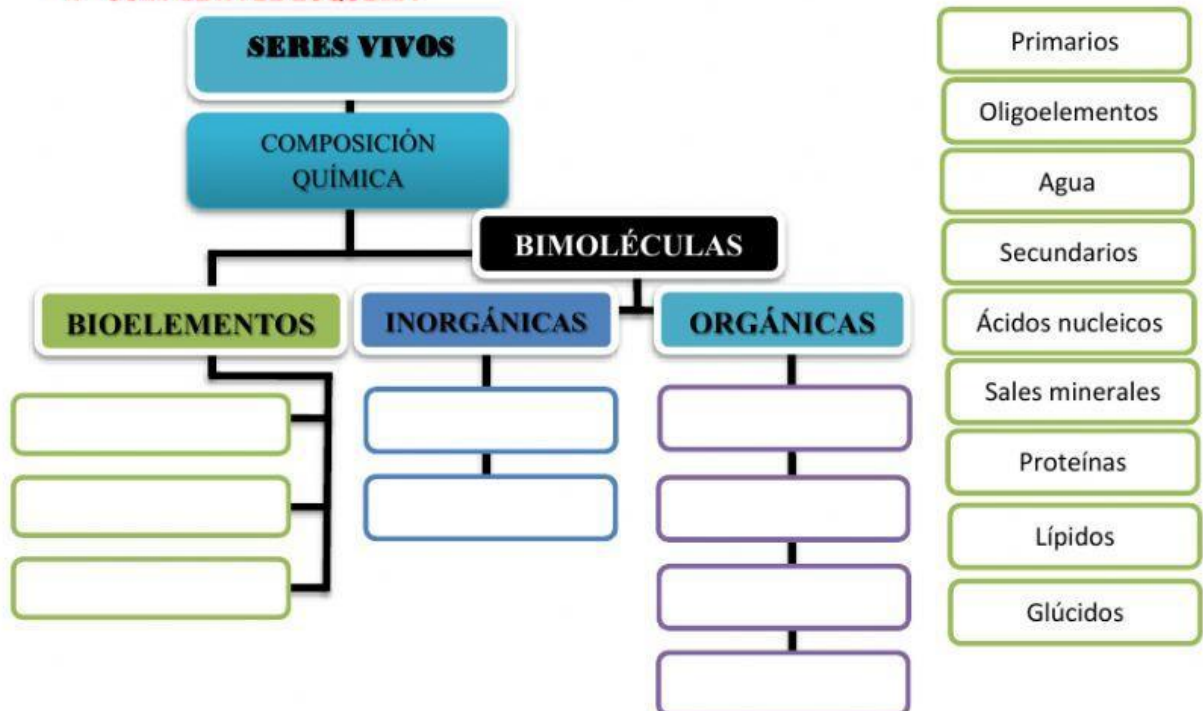 SERES VIVOS
COMPOSICIÓN
QUÍMICA
BIMOLÉCULAS
BIOELEMENTOS
INORGÁNICAS
ORGÁNICAS
Primarios
Oligoelementos
Agua
Secundarios
Ácidos nucleicos
Sales minerales
Proteínas
Lípidos
Glúcidos